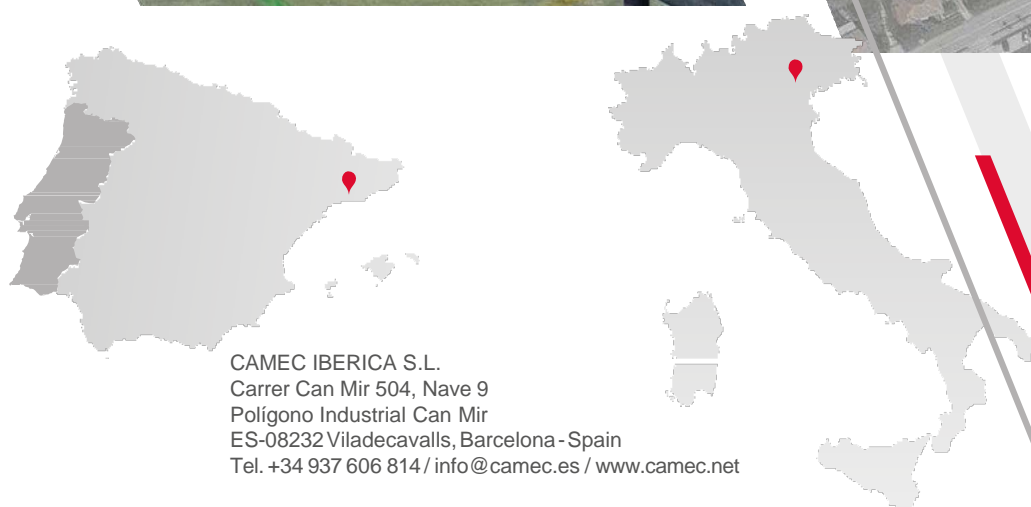 CAMEC IBERICA S.L.
Carrer Can Mir 504, Nave 9
Polígono Industrial Can Mir
ES-08232 Viladecavalls, Barcelona - Spain
Tel. +34 937 606 814 / info@camec.es / www.camec.net